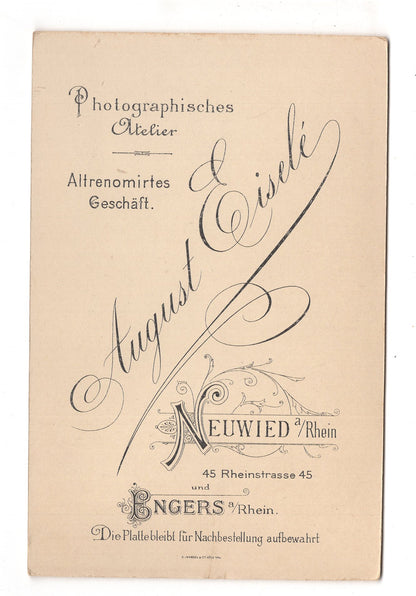 Photographisches
Atelier
Altrenomirtes
Geschäft.
August Eiselé
NEUWIED a/Rhein
45 Rheinstrasse 45
und
ENGERS a/Rhein.
Die Platte bleibt für Nachbestellung aufbewahrt